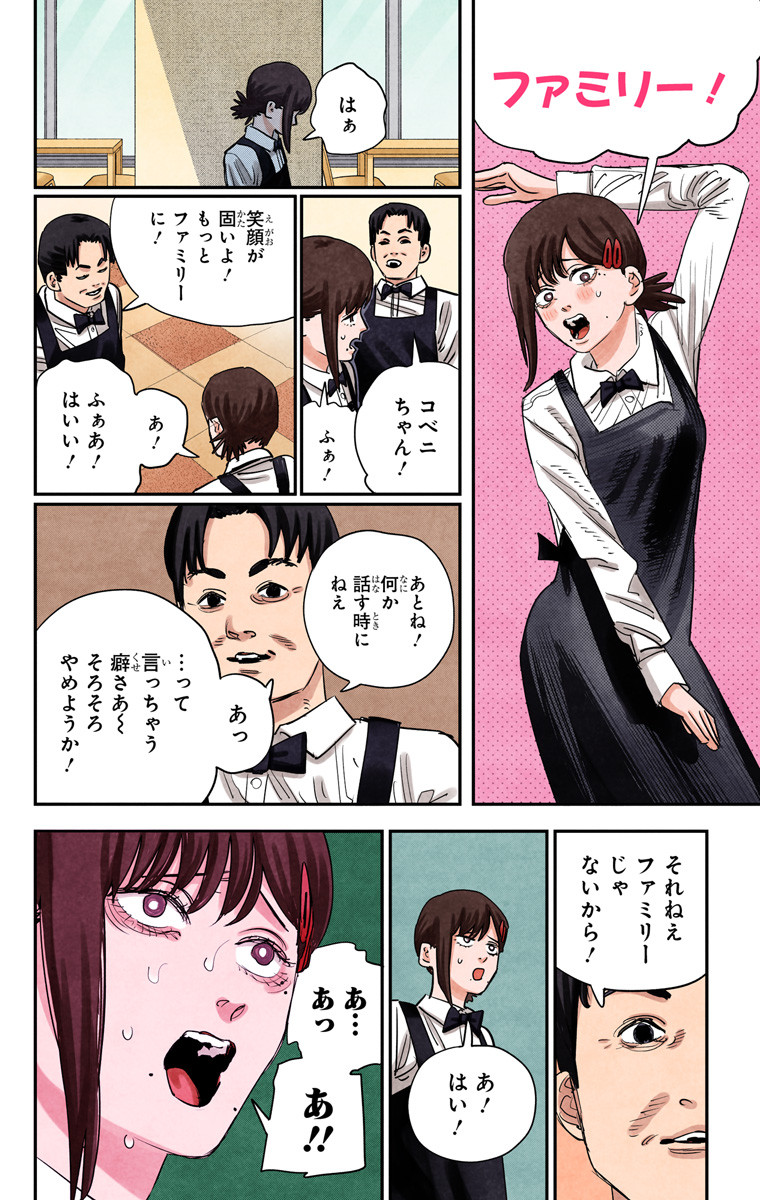 ファミリー！
はぁ
コベニ
ちゃん！
ふぁ！
笑顔が
固いよ！
もっと
ファミリー
に！
あ！
ふぁあ！
はいい！
あとね！
何か
話す時に
ねえ
あっ
…って
言っちゃう
癖さあ〜
そろそろ
やめようか！
それねえ
ファミリー
じゃ
ないから！
あ！
はい！
あ…
あっ
あ!!